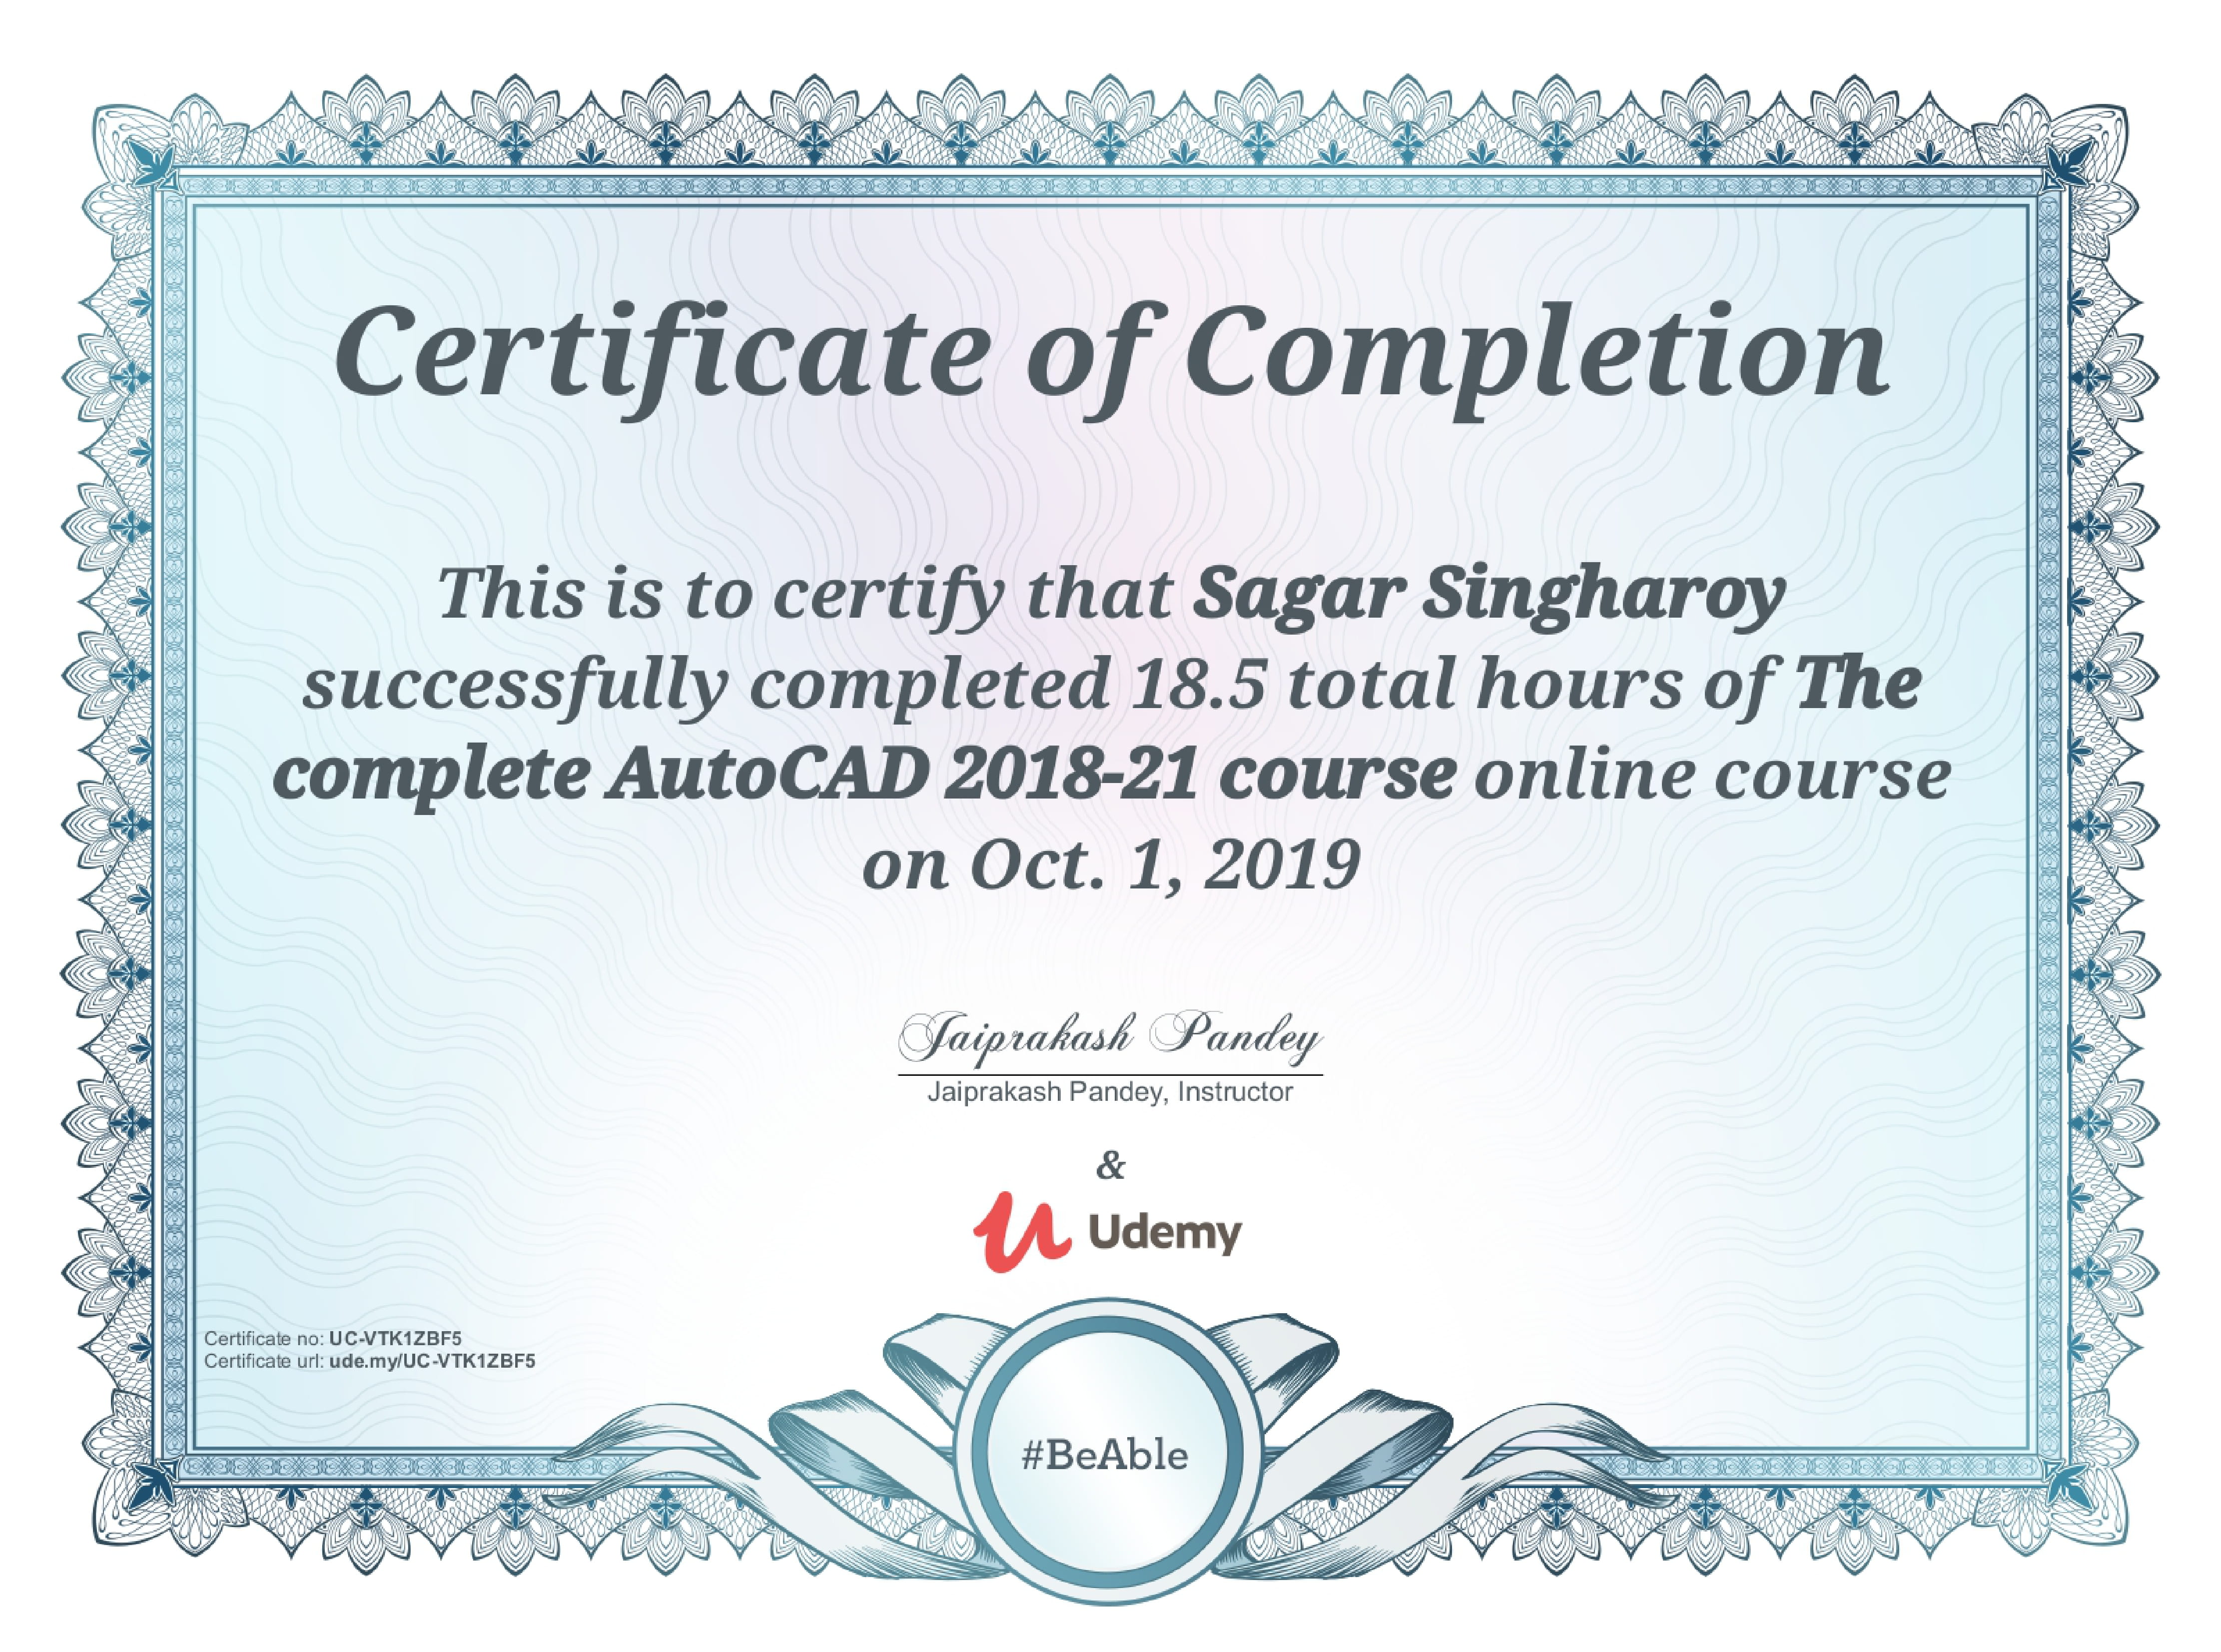 Certificate of Completion
This is to certify that Sagar Singharoy
successfully completed 18.5 total hours of The
complete AutoCAD 2018-21 course online course
on Oct. 1, 2019
Jaiprakash Pandey
Jaiprakash Pandey, Instructor
&
Udemy
Certificate no: UC-VTK1ZBF5
Certificate url: ude.my/UC-VTK1ZBF5
#BeAble